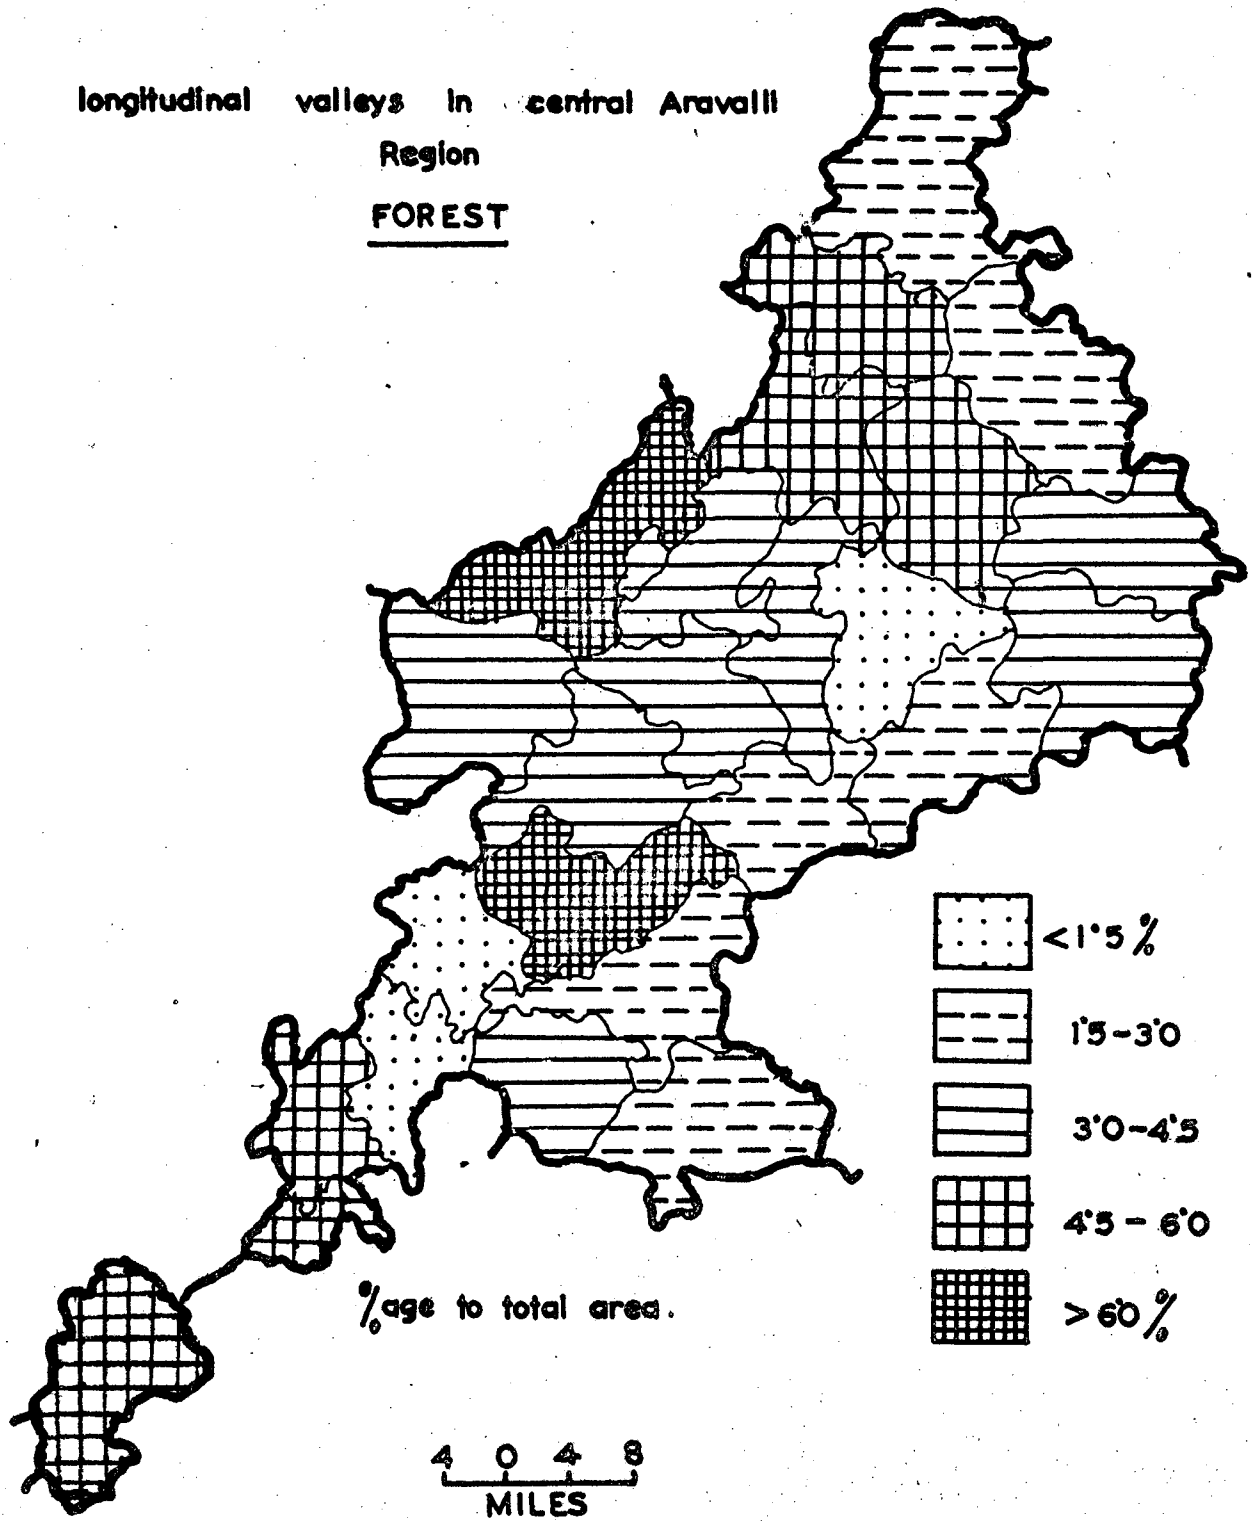 longitudinal valleys in central Aravalli
Region
FOREST
<1·5%
1·5-3·0
3·0-4·5
4·5-6·0
>6·0%
%age to total area.
4 0 4 8
MILES